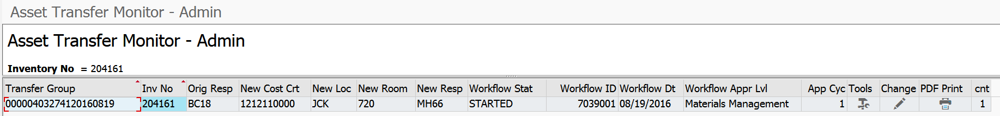 Asset Transfer Monitor - Admin
Asset Transfer Monitor - Admin
Inventory No = 204161
Transfer Group Inv No Orig Resp New Cost Crt New Loc New Room New Resp Workflow Stat Workflow ID Workflow Dt Workflow Appr Lvl App Cyc Tools Change PDF Print cnt
00000403274120160819 204161 BC18 1212110000 JCK 720 MH66 STARTED 7039001 08/19/2016 Materials Management 1 1